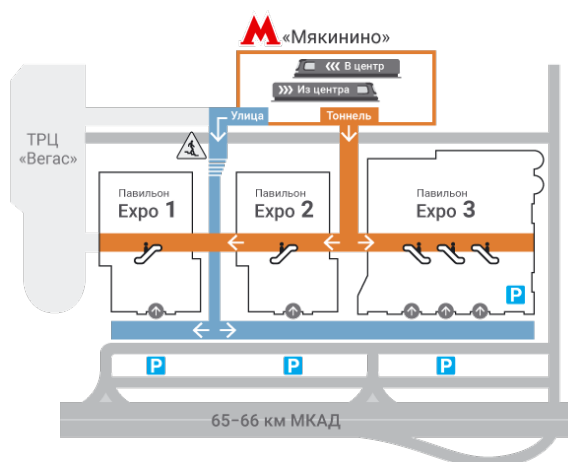 М «Мякинино»
‹‹‹ В центр
››› Из центра
Улица
Тоннель
ТРЦ
«Вегас»
Павильон
Expo 1
Павильон
Expo 2
Павильон
Expo 3
P
P
P
P
65–66 км МКАД